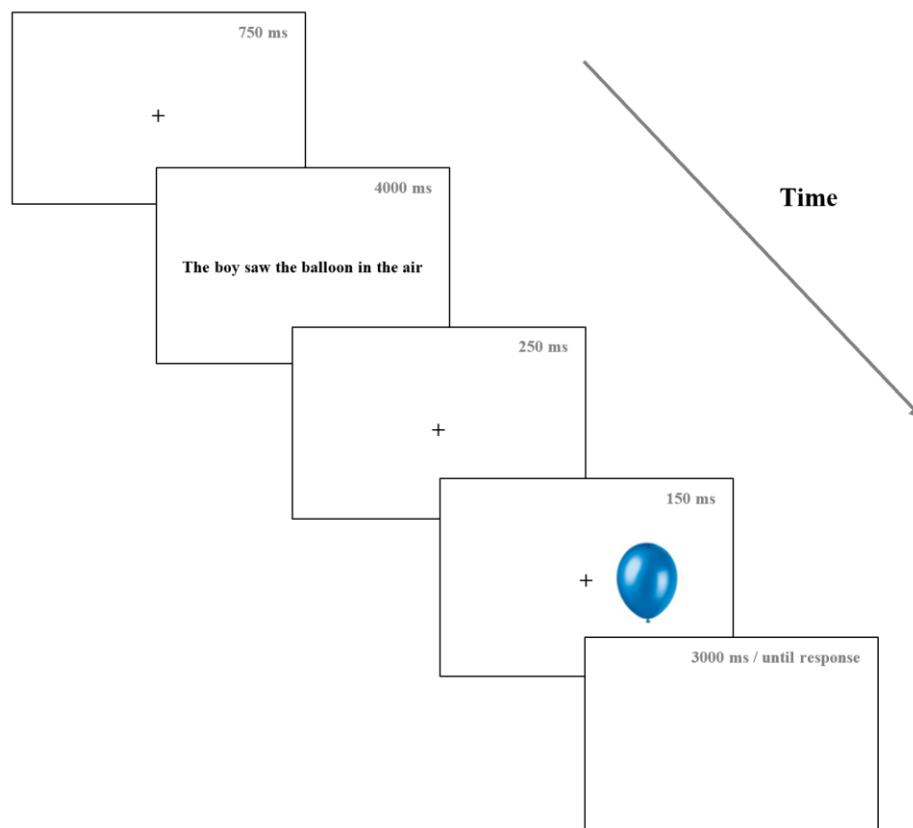 750 ms
+
4000 ms
Time
The boy saw the balloon in the air
250 ms
+
150 ms
+
3000 ms / until response